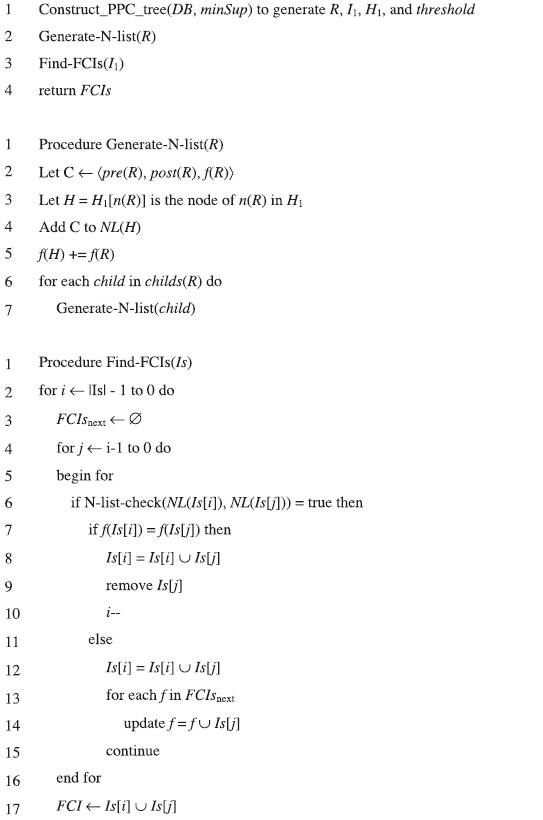 1 Construct_PPC_tree(DB, minSup) to generate R, I₁, H₁, and threshold
2 Generate-N-list(R)
3 Find-FCIs(I₁)
4 return FCIs
1 Procedure Generate-N-list(R)
2 Let C ← ⟨pre(R), post(R), f(R)⟩
3 Let H = H₁[n(R)] is the node of n(R) in H₁
4 Add C to NL(H)
5 f(H) += f(R)
6 for each child in childs(R) do
7 Generate-N-list(child)
1 Procedure Find-FCIs(Is)
2 for i ← |Is| - 1 to 0 do
3 FCIsnext ← ∅
4 for j ← i-1 to 0 do
5 begin for
6 if N-list-check(NL(Is[i]), NL(Is[j])) = true then
7 if f(Is[i]) = f(Is[j]) then
8 Is[i] = Is[i] ∪ Is[j]
9 remove Is[j]
10 i--
11 else
12 Is[i] = Is[i] ∪ Is[j]
13 for each f in FCIsnext
14 update f = f ∪ Is[j]
15 continue
16 end for
17 FCI ← Is[i] ∪ Is[j]